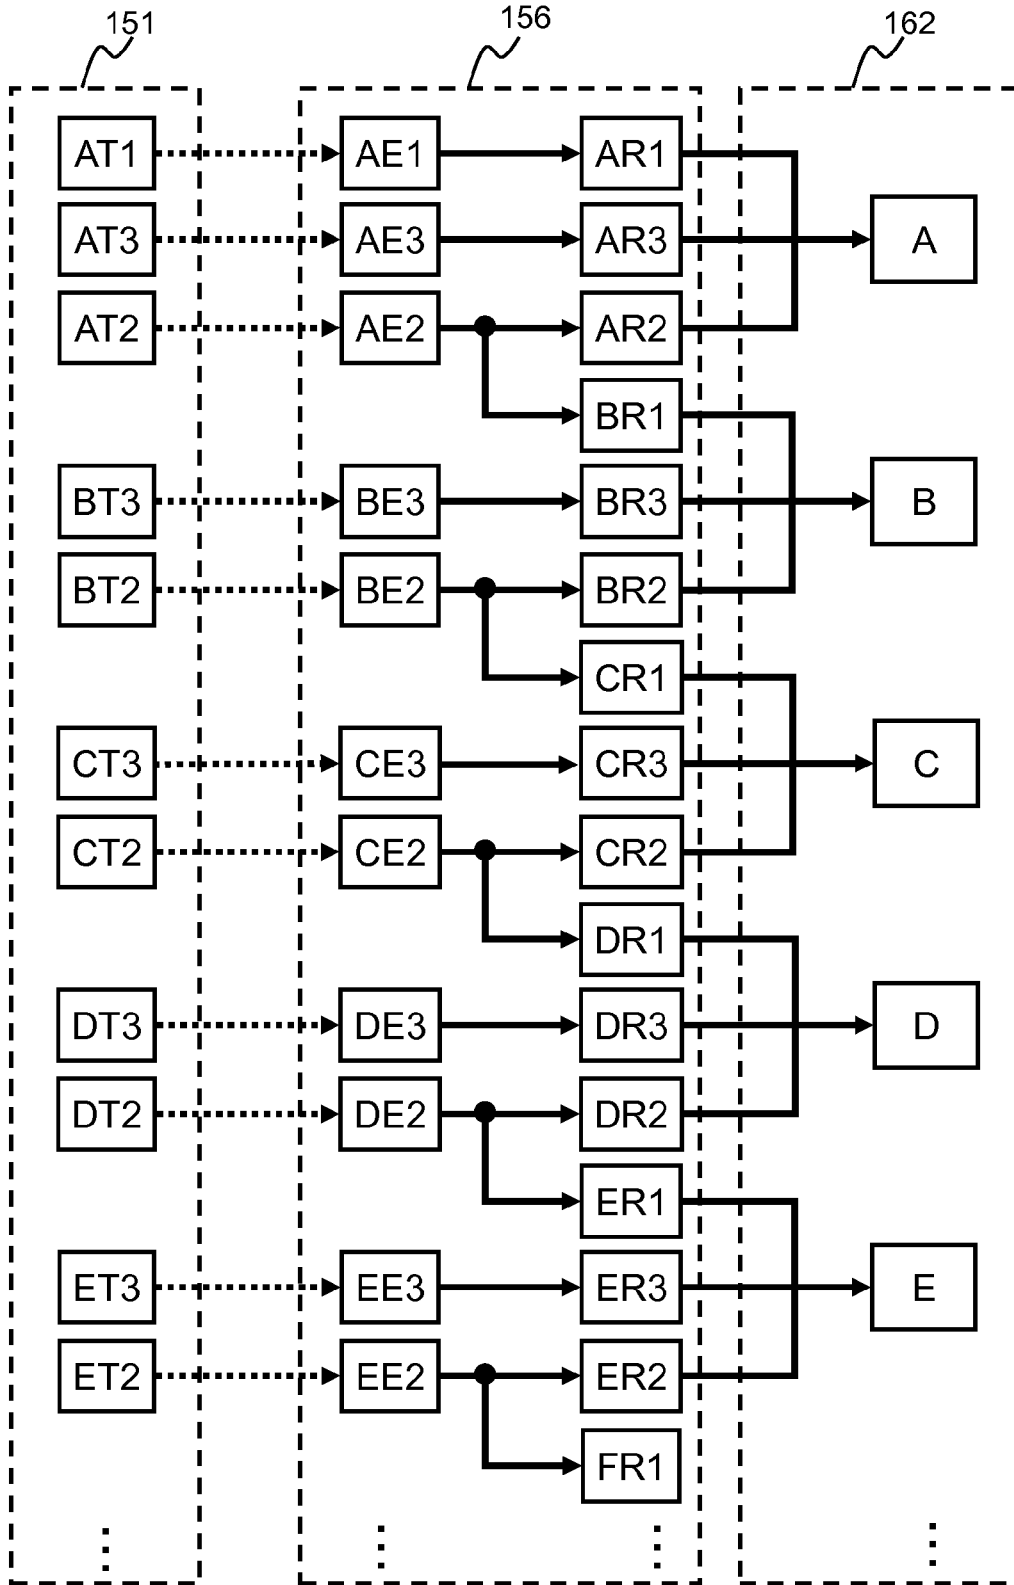 151 156 162
AT1 AE1 AR1
AT3 AE3 AR3 A
AT2 AE2 AR2
BR1
BT3 BE3 BR3 B
BT2 BE2 BR2
CR1
CT3 CE3 CR3 C
CT2 CE2 CR2
DR1
DT3 DE3 DR3 D
DT2 DE2 DR2
ER1
ET3 EE3 ER3 E
ET2 EE2 ER2
FR1